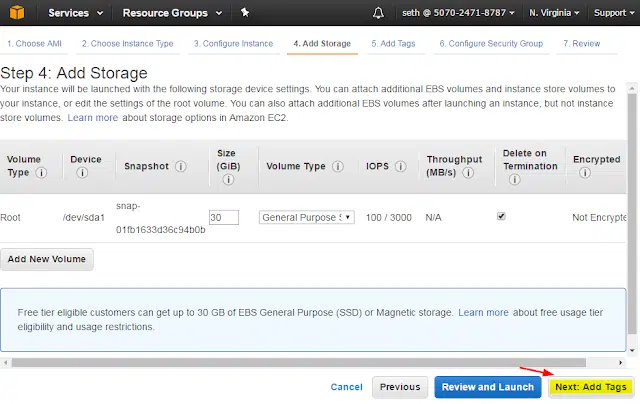 Services Resource Groups seth @ 5070-2471-8787 N. Virginia Support
1. Choose AMI 2. Choose Instance Type 3. Configure Instance 4. Add Storage 5. Add Tags 6. Configure Security Group 7. Review
Step 4: Add Storage
Your instance will be launched with the following storage device settings. You can attach additional EBS volumes and instance store volumes to
your instance, or edit the settings of the root volume. You can also attach additional EBS volumes after launching an instance, but not instance
store volumes. Learn more about storage options in Amazon EC2.
Volume Type Device Snapshot Size (GiB) Volume Type IOPS Throughput (MB/s) Delete on Termination Encrypted
Root /dev/sda1 snap-01fb1633d36c94b0b 30 General Purpose S 100 / 3000 N/A Not Encrypte
Add New Volume
Free tier eligible customers can get up to 30 GB of EBS General Purpose (SSD) or Magnetic storage. Learn more about free usage tier
eligibility and usage restrictions.
Cancel Previous Review and Launch Next: Add Tags